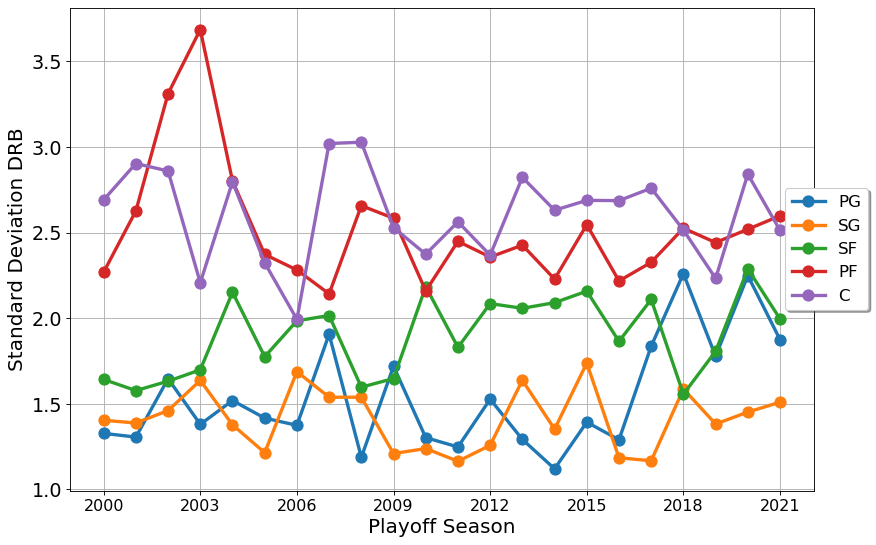 Standard Deviation DRB
3.5
3.0
2.5
2.0
1.5
1.0
PG
SG
SF
PF
C
2000 2003 2006 2009 2012 2015 2018 2021
Playoff Season